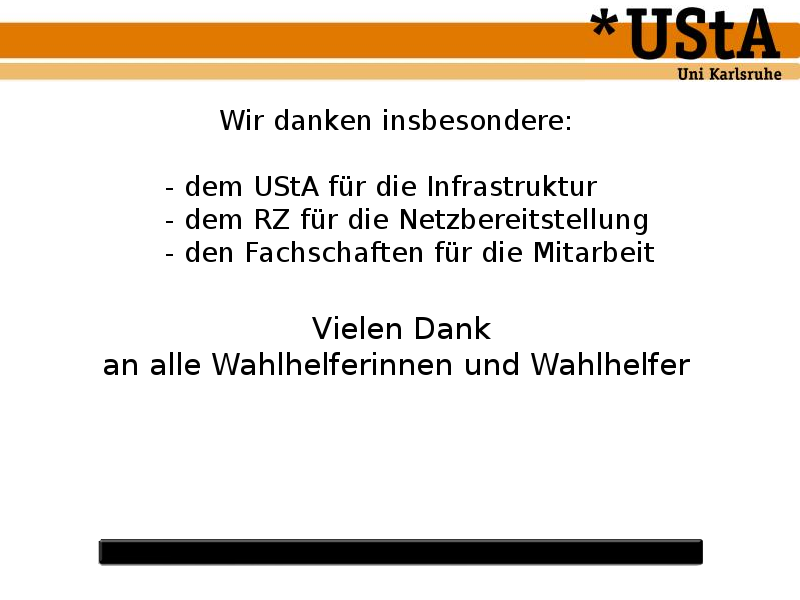 *UStA
Uni Karlsruhe
Wir danken insbesondere:
- dem UStA für die Infrastruktur
- dem RZ für die Netzbereitstellung
- den Fachschaften für die Mitarbeit
Vielen Dank
an alle Wahlhelferinnen und Wahlhelfer